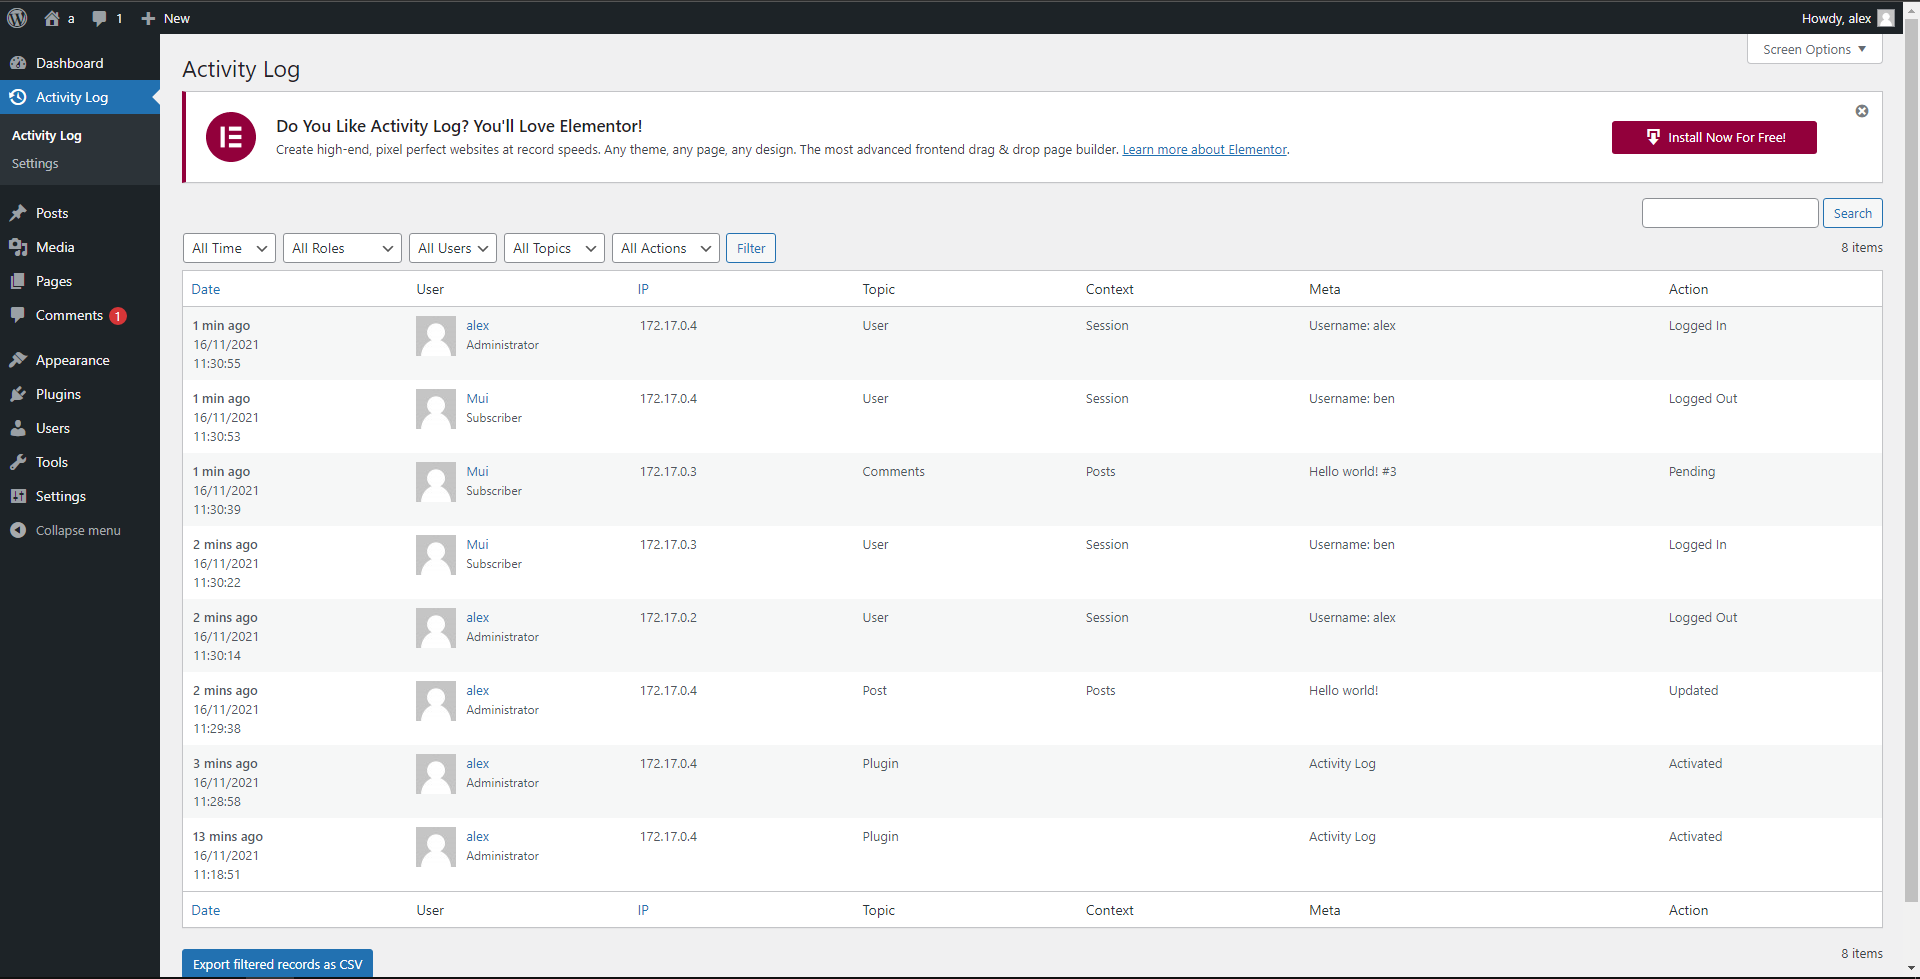 a
1
New
Howdy, alex
Screen Options
Dashboard
Activity Log
Activity Log
Settings
Posts
Media
Pages
Comments 1
Appearance
Plugins
Users
Tools
Settings
Collapse menu
Activity Log
Do You Like Activity Log? You'll Love Elementor!
Create high-end, pixel perfect websites at record speeds. Any theme, any page, any design. The most advanced frontend drag & drop page builder. Learn more about Elementor.
Install Now For Free!
Search
All Time
All Roles
All Users
All Topics
All Actions
Filter
8 items
Date User IP Topic Context Meta Action
1 min ago
16/11/2021
11:30:55
alex
Administrator
172.17.0.4
User
Session
Username: alex
Logged In
1 min ago
16/11/2021
11:30:53
Mui
Subscriber
172.17.0.4
User
Session
Username: ben
Logged Out
1 min ago
16/11/2021
11:30:39
Mui
Subscriber
172.17.0.3
Comments
Posts
Hello world! #3
Pending
2 mins ago
16/11/2021
11:30:22
Mui
Subscriber
172.17.0.3
User
Session
Username: ben
Logged In
2 mins ago
16/11/2021
11:30:14
alex
Administrator
172.17.0.2
User
Session
Username: alex
Logged Out
2 mins ago
16/11/2021
11:29:38
alex
Administrator
172.17.0.4
Post
Posts
Hello world!
Updated
3 mins ago
16/11/2021
11:28:58
alex
Administrator
172.17.0.4
Plugin
Activity Log
Activated
13 mins ago
16/11/2021
11:18:51
alex
Administrator
172.17.0.4
Plugin
Activity Log
Activated
Date User IP Topic Context Meta Action
Export filtered records as CSV
8 items